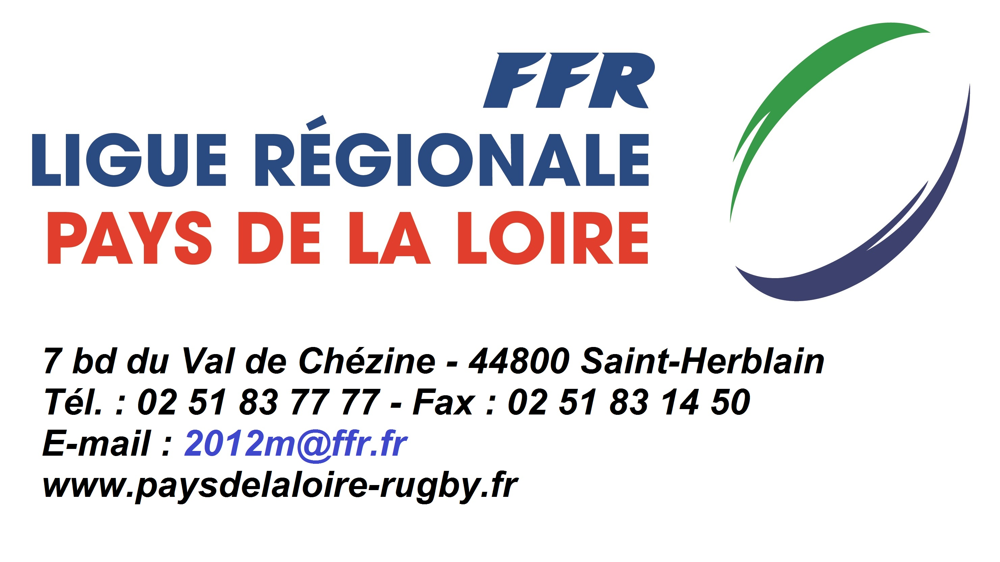 FFR
LIGUE RÉGIONALE
PAYS DE LA LOIRE
7 bd du Val de Chézine - 44800 Saint-Herblain
Tél. : 02 51 83 77 77 - Fax : 02 51 83 14 50
E-mail : 2012m@ffr.fr
www.paysdelaloire-rugby.fr